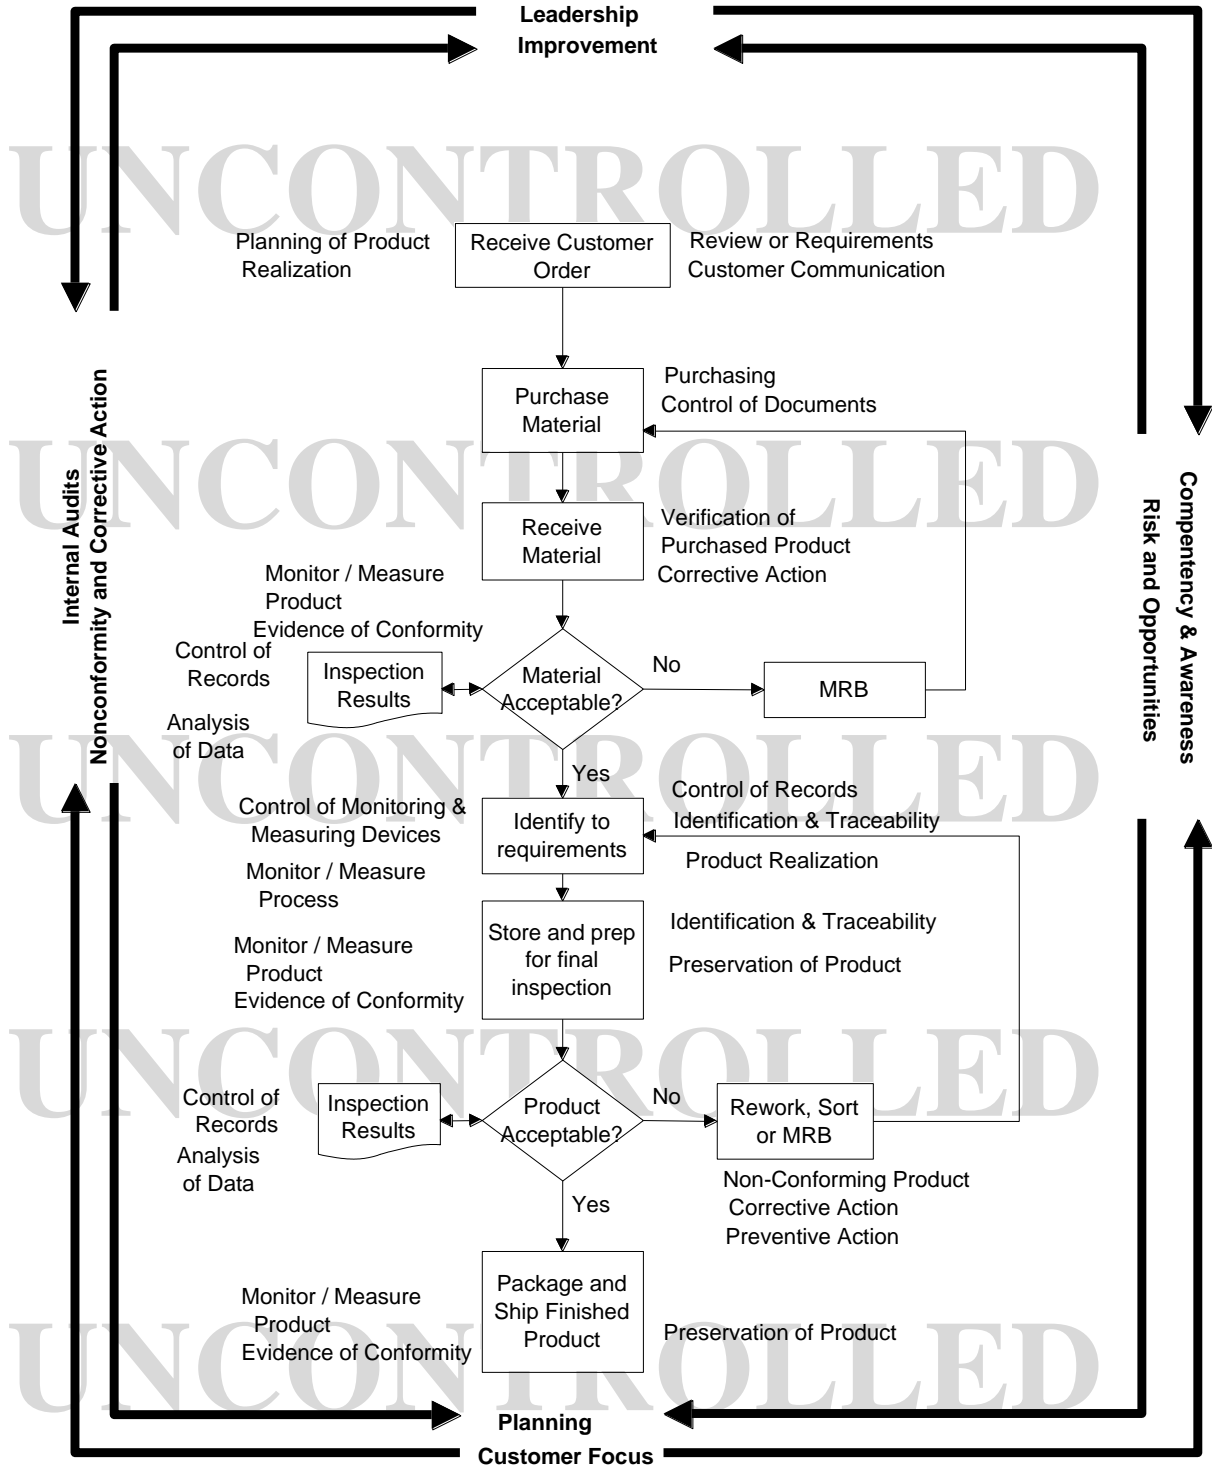 Leadership
Improvement
UNCONTROLLED
Planning of Product
Realization
Receive Customer
Order
Review or Requirements
Customer Communication
Purchase
Material
Purchasing
Control of Documents
UNCONTROLLED
Internal Audits
Nonconformity and Corrective Action
Compentency & Awareness
Risk and Opportunities
Receive
Material
Verification of
Purchased Product
Corrective Action
Monitor / Measure
Product
Evidence of Conformity
Control of
Records
Inspection
Results
Material
Acceptable?
No
MRB
Analysis
of Data
UNCONTROLLED
Yes
Control of Monitoring &
Measuring Devices
Identify to
requirements
Control of Records
Identification & Traceability
Product Realization
Monitor / Measure
Process
Store and prep
for final
inspection
Identification & Traceability
Preservation of Product
Monitor / Measure
Product
Evidence of Conformity
UNCONTROLLED
Control of
Records
Analysis
of Data
Inspection
Results
Product
Acceptable?
No
Rework, Sort
or MRB
Non-Conforming Product
Corrective Action
Preventive Action
Yes
Monitor / Measure
Product
Evidence of Conformity
Package and
Ship Finished
Product
Preservation of Product
UNCONTROLLED
Planning
Customer Focus